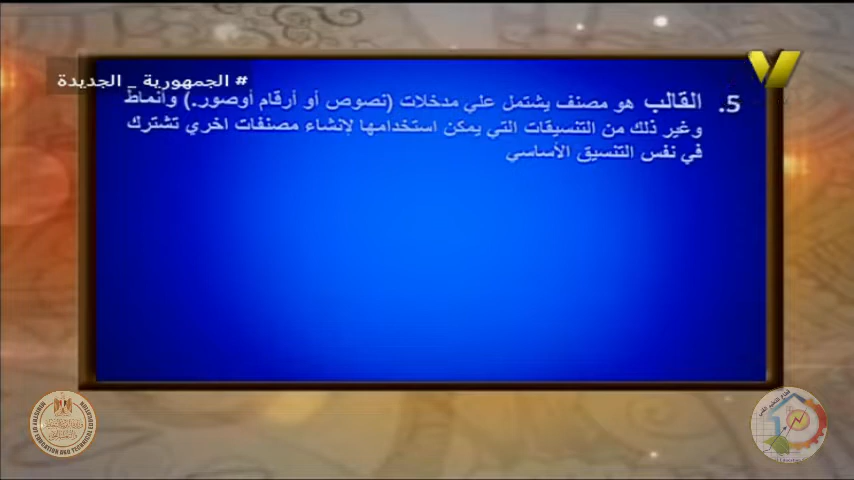 # الجمهورية _ الجديدة
5. القالب هو مصنف يشتمل علي مدخلات (نصوص أو أرقام أوصور.) وأنماط
وغير ذلك من التنسيقات التي يمكن استخدامها لإنشاء مصنفات اخري تشترك
في نفس التنسيق الأساسي